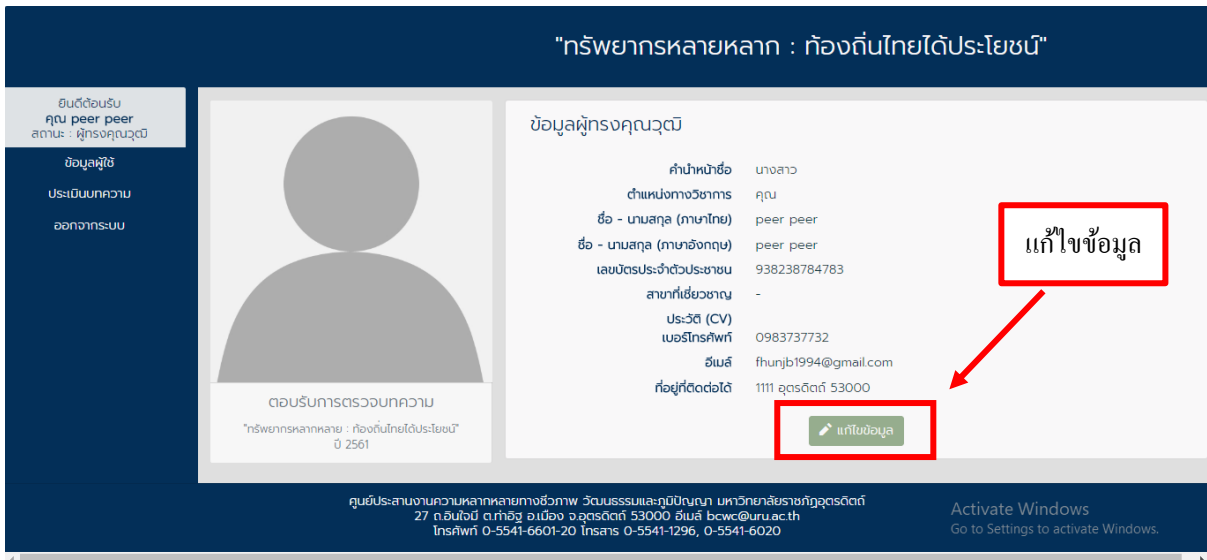 "ทรัพยากรหลายหลาก : ท้องถิ่นไทยได้ประโยชน์"
ยินดีต้อนรับ
คุณ peer peer
สถานะ : ผู้ทรงคุณวุฒิ
ข้อมูลผู้ใช้
ประเมินบทความ
ออกจากระบบ
ตอบรับการตรวจบทความ
"ทรัพยากรหลากหลาย : ท้องถิ่นไทยได้ประโยชน์"
ปี 2561
ข้อมูลผู้ทรงคุณวุฒิ
คำนำหน้าชื่อ นางสาว
ตำแหน่งทางวิชาการ คุณ
ชื่อ - นามสกุล (ภาษาไทย) peer peer
ชื่อ - นามสกุล (ภาษาอังกฤษ) peer peer
เลขบัตรประจำตัวประชาชน 938238784783
สาขาที่เชี่ยวชาญ -
ประวัติ (CV)
เบอร์โทรศัพท์ 0983737732
อีเมล์ fhunjb1994@gmail.com
ที่อยู่ที่ติดต่อได้ 1111 อุตรดิตถ์ 53000
แก้ไขข้อมูล
แก้ไขข้อมูล
ศูนย์ประสานงานความหลากหลายทางชีวภาพ วัฒนธรรมและภูมิปัญญา มหาวิทยาลัยราชภัฏอุตรดิตถ์
27 ถ.อินใจมี ต.ท่าอิฐ อ.เมือง จ.อุตรดิตถ์ 53000 อีเมล์ bcwc@uru.ac.th
โทรศัพท์ 0-5541-6601-20 โทรสาร 0-5541-1296, 0-5541-6020
Activate Windows
Go to Settings to activate Windows.